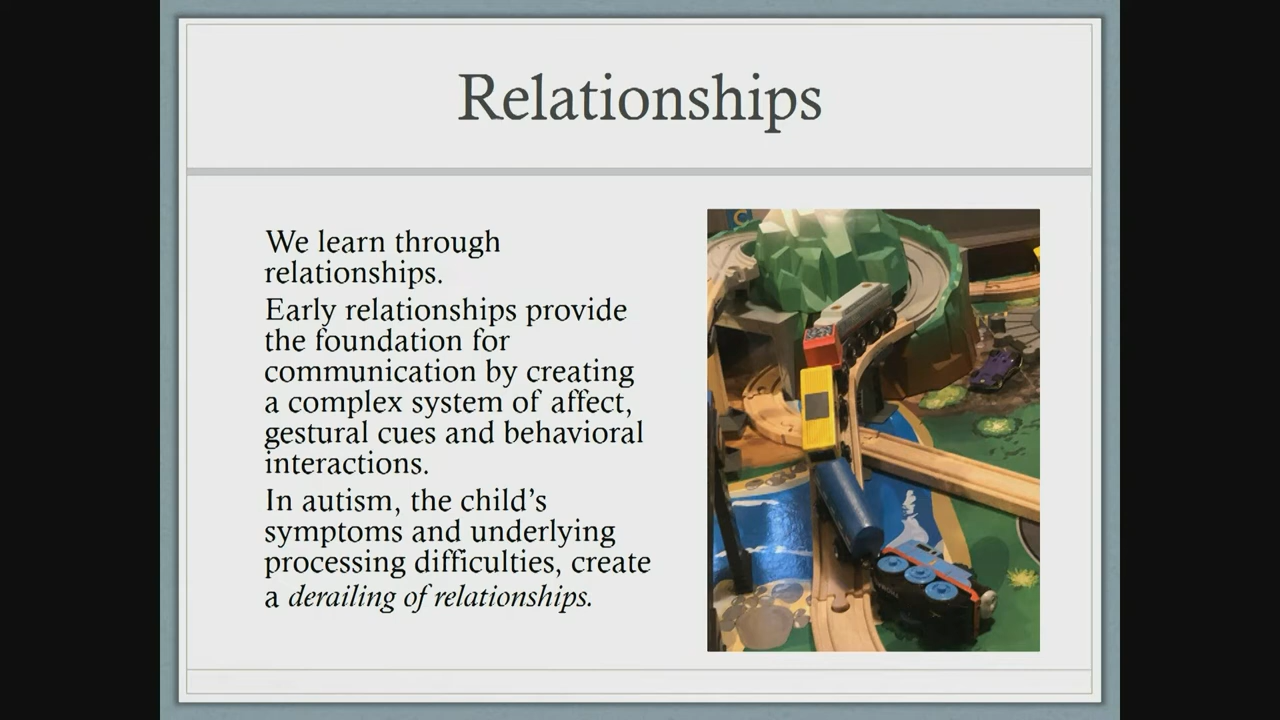 Relationships
We learn through
relationships.
Early relationships provide
the foundation for
communication by creating
a complex system of affect,
gestural cues and behavioral
interactions.
In autism, the child's
symptoms and underlying
processing difficulties, create
a derailing of relationships.
C